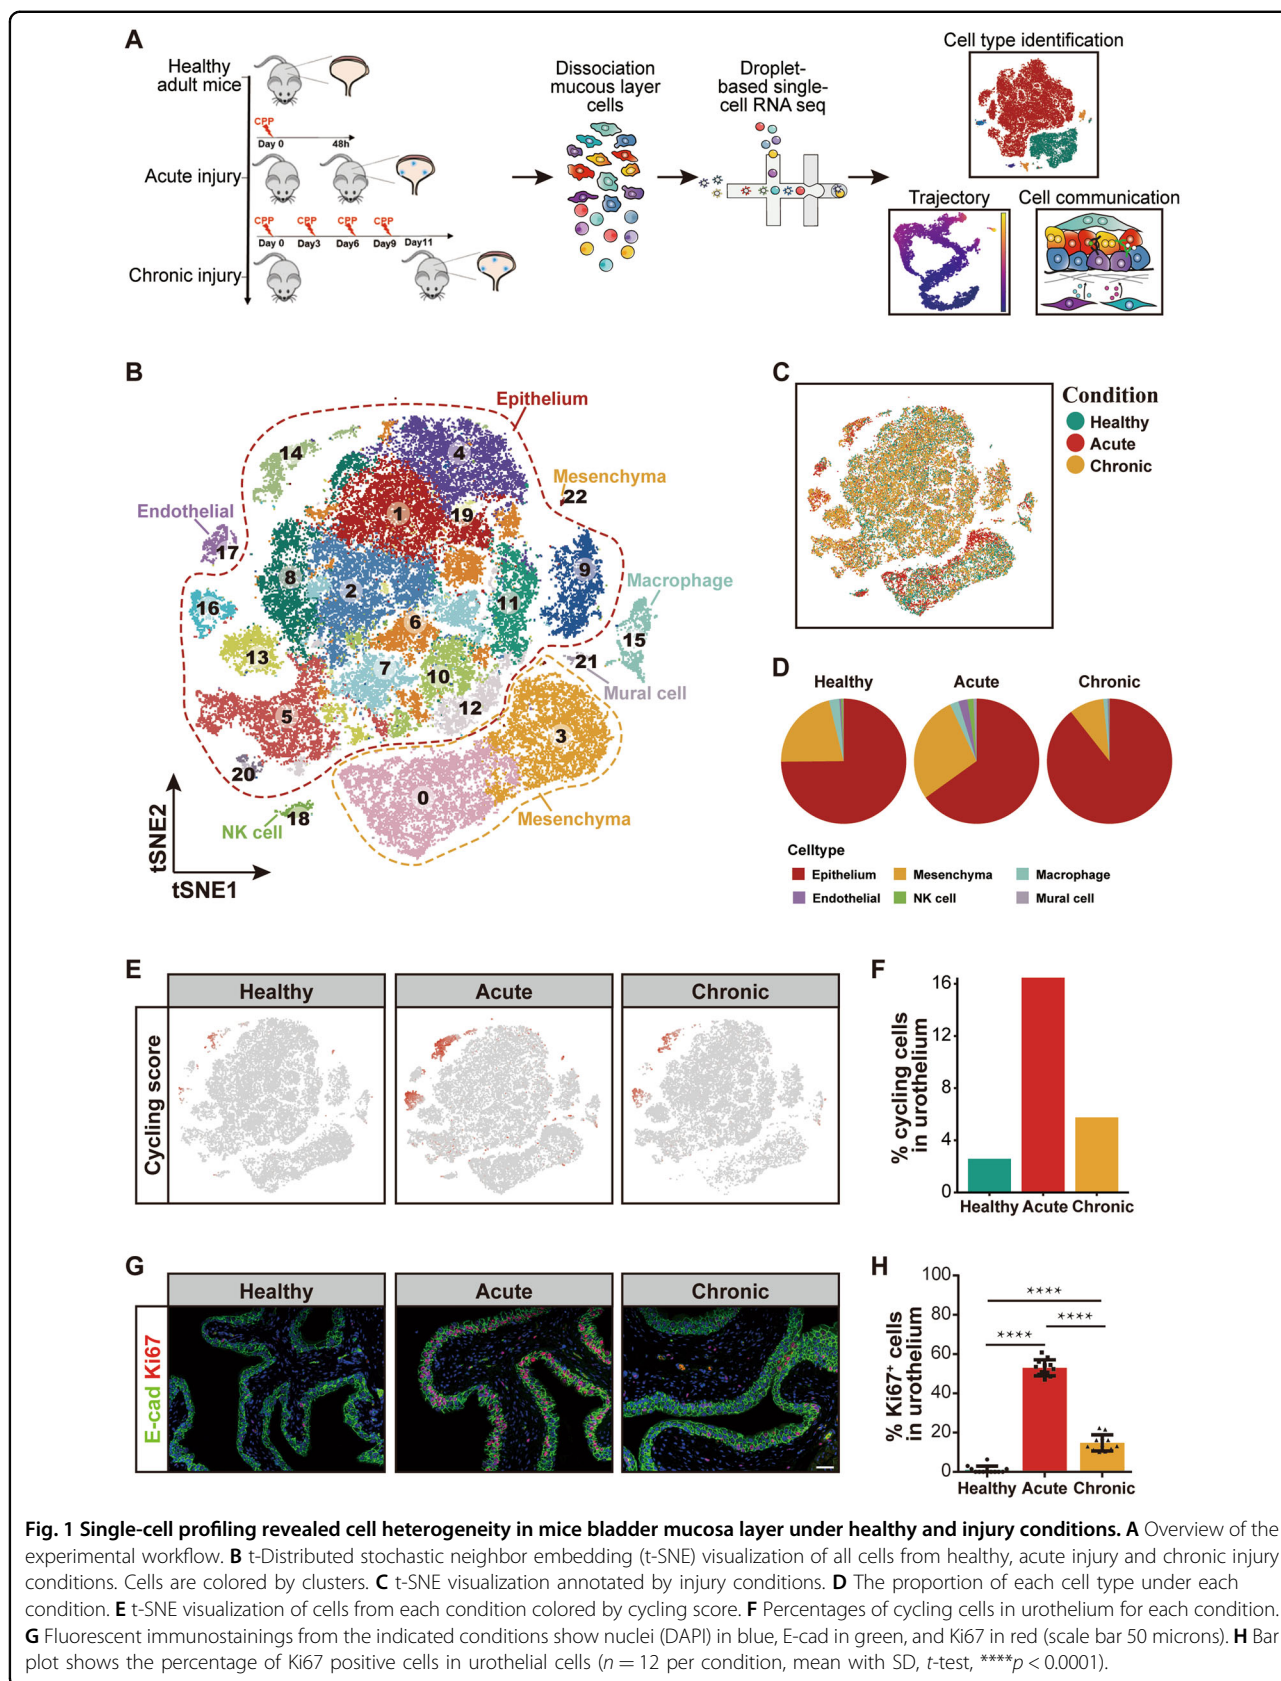 A
Healthy
adult mice
CPP
Day 0
48h
Acute injury
CPP
CPP
CPP
CPP
Day 0
Day3
Day6
Day9
Day11
Chronic injury
Dissociation
mucous layer
cells
Droplet-
based single-
cell RNA seq
Cell type identification
Trajectory
Cell communication
B
Epithelium
Mesenchyma
Endothelial
Macrophage
Mural cell
Mesenchyma
NK cell
14
4
22
1
19
17
8
2
9
16
11
6
15
13
7
10
21
5
12
3
20
0
18
tSNE2
tSNE1
C
Condition
Healthy
Acute
Chronic
D
Healthy
Acute
Chronic
Celltype
Epithelium
Mesenchyma
Macrophage
Endothelial
NK cell
Mural cell
E
Healthy
Acute
Chronic
Cycling score
F
% cycling cells
in urothelium
16
12
8
4
0
Healthy Acute Chronic
G
Healthy
Acute
Chronic
E-cad Ki67
H
% Ki67⁺ cells
in urothelium
100
80
60
40
20
0
****
****
****
Healthy Acute Chronic
Fig. 1 Single-cell profiling revealed cell heterogeneity in mice bladder mucosa layer under healthy and injury conditions. A Overview of the
experimental workflow. B t-Distributed stochastic neighbor embedding (t-SNE) visualization of all cells from healthy, acute injury and chronic injury
conditions. Cells are colored by clusters. C t-SNE visualization annotated by injury conditions. D The proportion of each cell type under each
condition. E t-SNE visualization of cells from each condition colored by cycling score. F Percentages of cycling cells in urothelium for each condition.
G Fluorescent immunostainings from the indicated conditions show nuclei (DAPI) in blue, E-cad in green, and Ki67 in red (scale bar 50 microns). H Bar
plot shows the percentage of Ki67 positive cells in urothelial cells (n = 12 per condition, mean with SD, t-test, ****p < 0.0001).